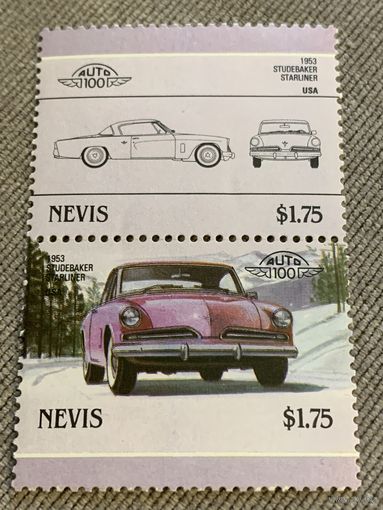 AUTO
100
1953
STUDEBAKER
STARLINER
USA
NEVIS $1.75
1953
STUDEBAKER
STARLINER
USA
AUTO
100
NEVIS $1.75